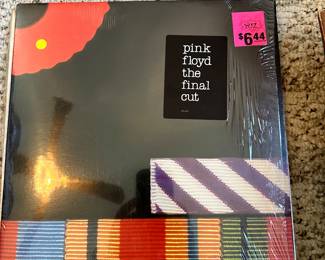 pink
floyd the
final
cut
$6.44